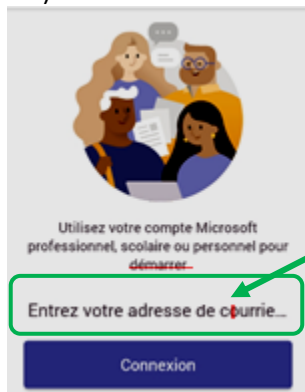 Utilisez votre compte Microsoft
professionnel, scolaire ou personnel pour
démarrer
Entrez votre adresse de courrie...
Connexion